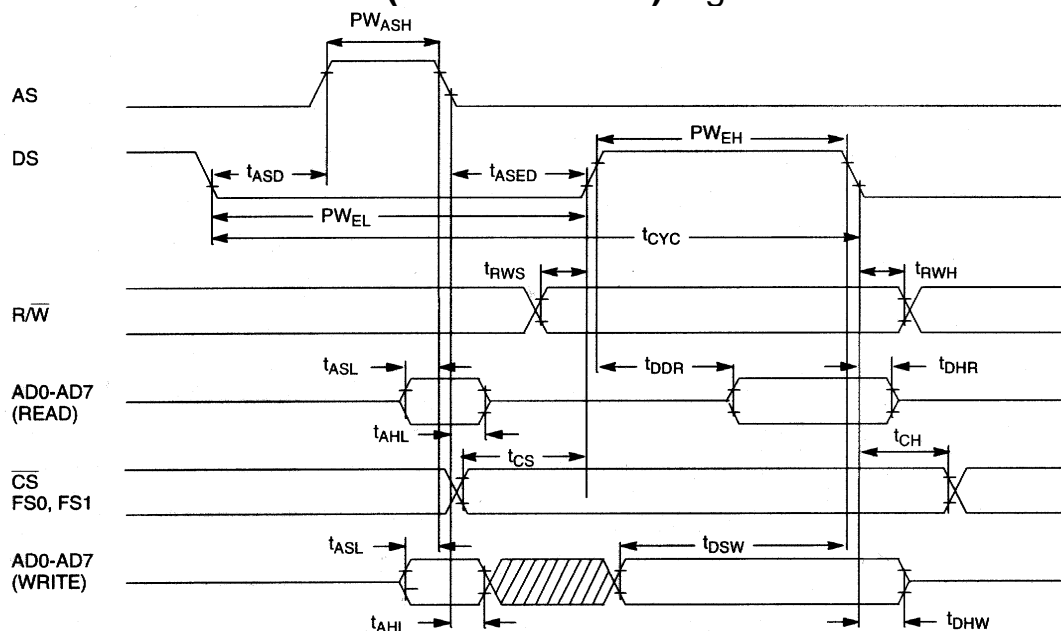 PW_ASH
AS
DS
PW_EH
t_ASD
t_ASED
PW_EL
t_CYC
t_RWS
t_RWH
R/W̅
t_ASL
t_DDR
t_DHR
AD0-AD7
(READ)
t_AHL
t_CS
t_CH
C̅S̅
FS0, FS1
t_ASL
t_DSW
AD0-AD7
(WRITE)
t_AHL
t_DHW